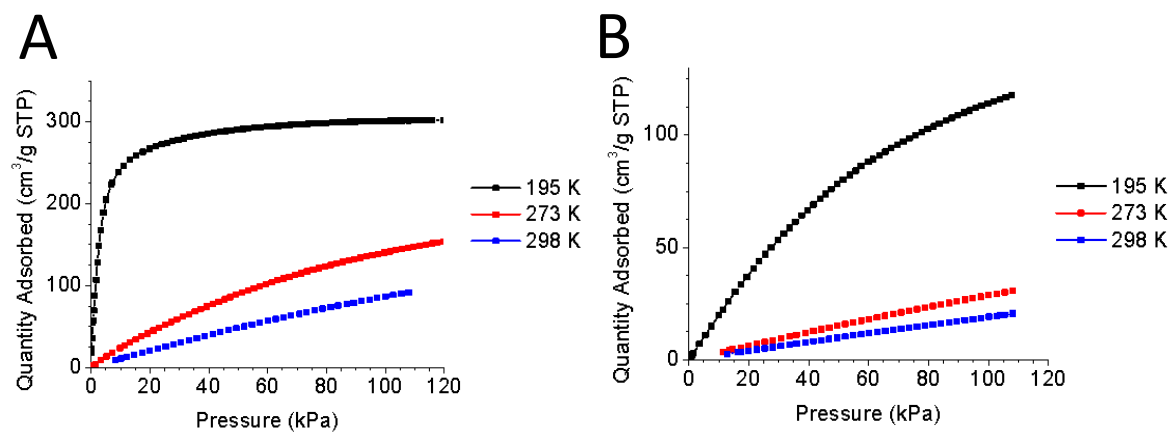 A
Quantity Adsorbed (cm³/g STP)
300
200
100
0
0 20 40 60 80 100 120
Pressure (kPa)
195 K
273 K
298 K
B
Quantity Adsorbed (cm³/g STP)
100
50
0
0 20 40 60 80 100 120
Pressure (kPa)
195 K
273 K
298 K